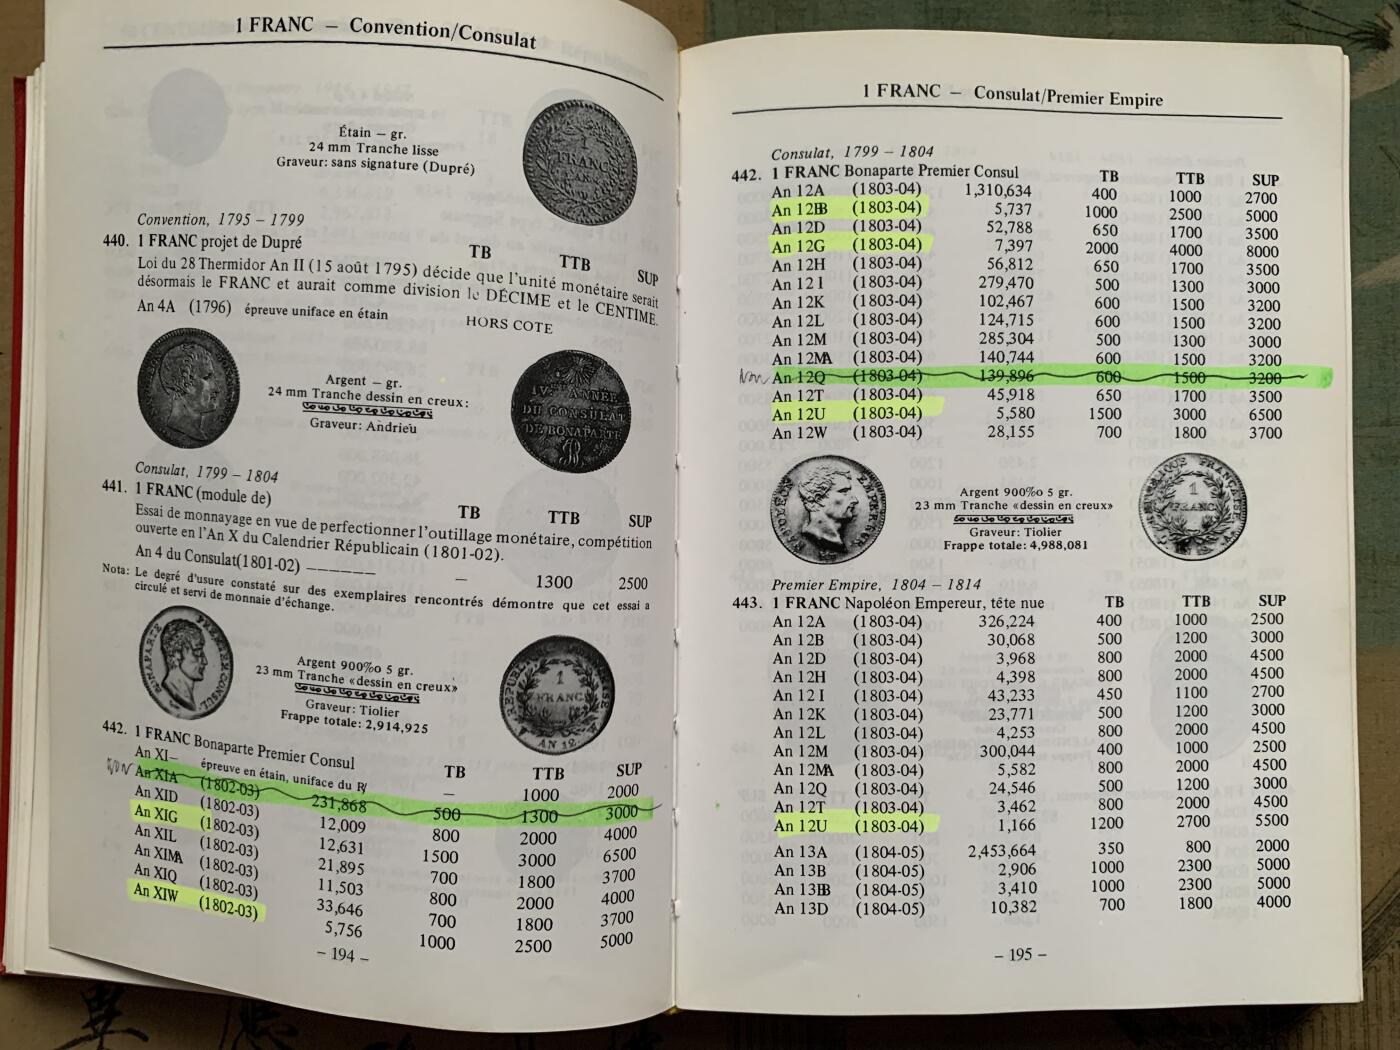 1 FRANC – Convention/Consulat
Étain – gr.
24 mm Tranche lisse
Graveur: sans signature (Dupré)
1
FRANC
Convention, 1795 – 1799
440. 1 FRANC projet de Dupré TB TTB SUP
Loi du 28 Thermidor An II (15 août 1795) décide que l'unité monétaire serait
désormais le FRANC et aurait comme division le DÉCIME et le CENTIME.
An 4A (1796) épreuve uniface en étain HORS COTE
Argent – gr.
24 mm Tranche dessin en creux:
Graveur: Andrieu
IVᵉ ANNÉE
DU CONSULAT
DE BONAPARTE
Consulat, 1799 – 1804
441. 1 FRANC (module de) TB TTB SUP
Essai de monnayage en vue de perfectionner l'outillage monétaire, compétition
ouverte en l'An X du Calendrier Républicain (1801-02).
An 4 du Consulat(1801-02) — — 1300 2500
Nota: Le degré d'usure constaté sur des exemplaires rencontrés démontre que cet essai a
circulé et servi de monnaie d'échange.
BONAPARTE PREMIER CONSUL
Argent 900%o 5 gr.
23 mm Tranche «dessin en creux»
Graveur: Tiolier
Frappe totale: 2,914,925
1
FRANC
AN 12
442. 1 FRANC Bonaparte Premier Consul TB TTB SUP
An XI– épreuve en étain, uniface du R/ — 1000 2000
NON An XIA (1802-03) 231,868 500 1300 3000
An XID (1802-03) 12,009 800 2000 4000
An XIG (1802-03) 12,631 1500 3000 6500
An XIL (1802-03) 21,895 700 1800 3700
An XIMA (1802-03) 11,503 800 2000 4000
An XIQ (1802-03) 33,646 700 1800 3700
An XIW (1802-03) 5,756 1000 2500 5000
– 194 –
1 FRANC – Consulat/Premier Empire
Consulat, 1799 – 1804
442. 1 FRANC Bonaparte Premier Consul TB TTB SUP
An 12A (1803-04) 1,310,634 400 1000 2700
An 12BB (1803-04) 5,737 1000 2500 5000
An 12D (1803-04) 52,788 650 1700 3500
An 12G (1803-04) 7,397 2000 4000 8000
An 12H (1803-04) 56,812 650 1700 3500
An 12 I (1803-04) 279,470 500 1300 3000
An 12K (1803-04) 102,467 600 1500 3200
An 12L (1803-04) 124,715 600 1500 3200
An 12M (1803-04) 285,304 500 1300 3000
An 12MA (1803-04) 140,744 600 1500 3200
Non An 12Q (1803-04) 139,896 600 1500 3200
An 12T (1803-04) 45,918 650 1700 3500
An 12U (1803-04) 5,580 1500 3000 6500
An 12W (1803-04) 28,155 700 1800 3700
NAPOLEON EMPEREUR
Argent 900%o 5 gr.
23 mm Tranche «dessin en creux»
Graveur: Tiolier
Frappe totale: 4,988,081
1
FRANC
Premier Empire, 1804 – 1814
443. 1 FRANC Napoléon Empereur, tête nue TB TTB SUP
An 12A (1803-04) 326,224 400 1000 2500
An 12B (1803-04) 30,068 500 1200 3000
An 12D (1803-04) 3,968 800 2000 4500
An 12H (1803-04) 4,398 800 2000 4500
An 12 I (1803-04) 43,233 450 1100 2700
An 12K (1803-04) 23,771 500 1200 3000
An 12L (1803-04) 4,253 800 2000 4500
An 12M (1803-04) 300,044 400 1000 2500
An 12MA (1803-04) 5,582 800 2000 4500
An 12Q (1803-04) 24,546 500 1200 3000
An 12T (1803-04) 3,462 800 2000 4500
An 12U (1803-04) 1,166 1200 2700 5500
An 13A (1804-05) 2,453,664 350 800 2000
An 13B (1804-05) 2,906 1000 2300 5000
An 13BB (1804-05) 3,410 1000 2300 5000
An 13D (1804-05) 10,382 700 1800 4000
– 195 –